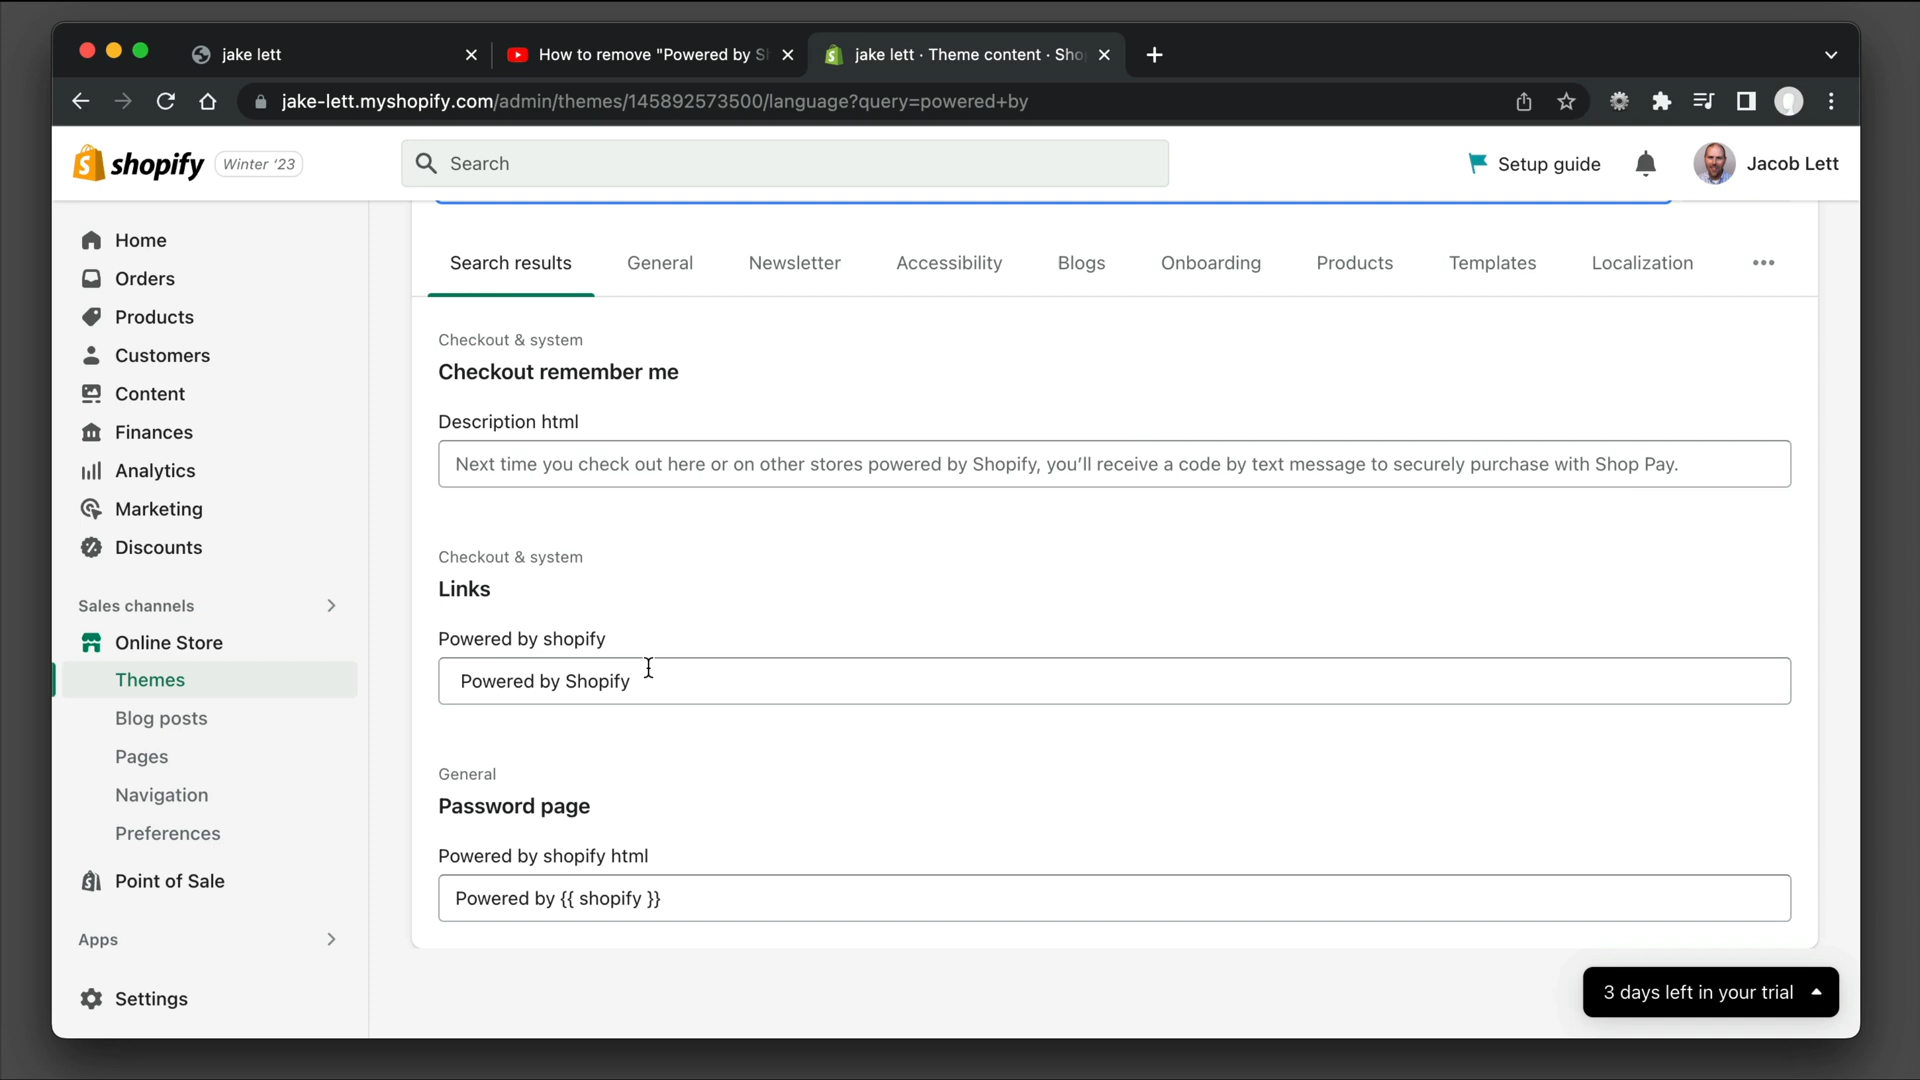 jake lett
How to remove "Powered by S
jake lett · Theme content · Sho
jake-lett.myshopify.com/admin/themes/145892573500/language?query=powered+by
shopify
Winter '23
Search
Setup guide
Jacob Lett
Home
Orders
Products
Customers
Content
Finances
Analytics
Marketing
Discounts
Sales channels
Online Store
Themes
Blog posts
Pages
Navigation
Preferences
Point of Sale
Apps
Settings
Search results
General
Newsletter
Accessibility
Blogs
Onboarding
Products
Templates
Localization
Checkout & system
Checkout remember me
Description html
Next time you check out here or on other stores powered by Shopify, you’ll receive a code by text message to securely purchase with Shop Pay.
Checkout & system
Links
Powered by shopify
Powered by Shopify
General
Password page
Powered by shopify html
Powered by {{ shopify }}
3 days left in your trial